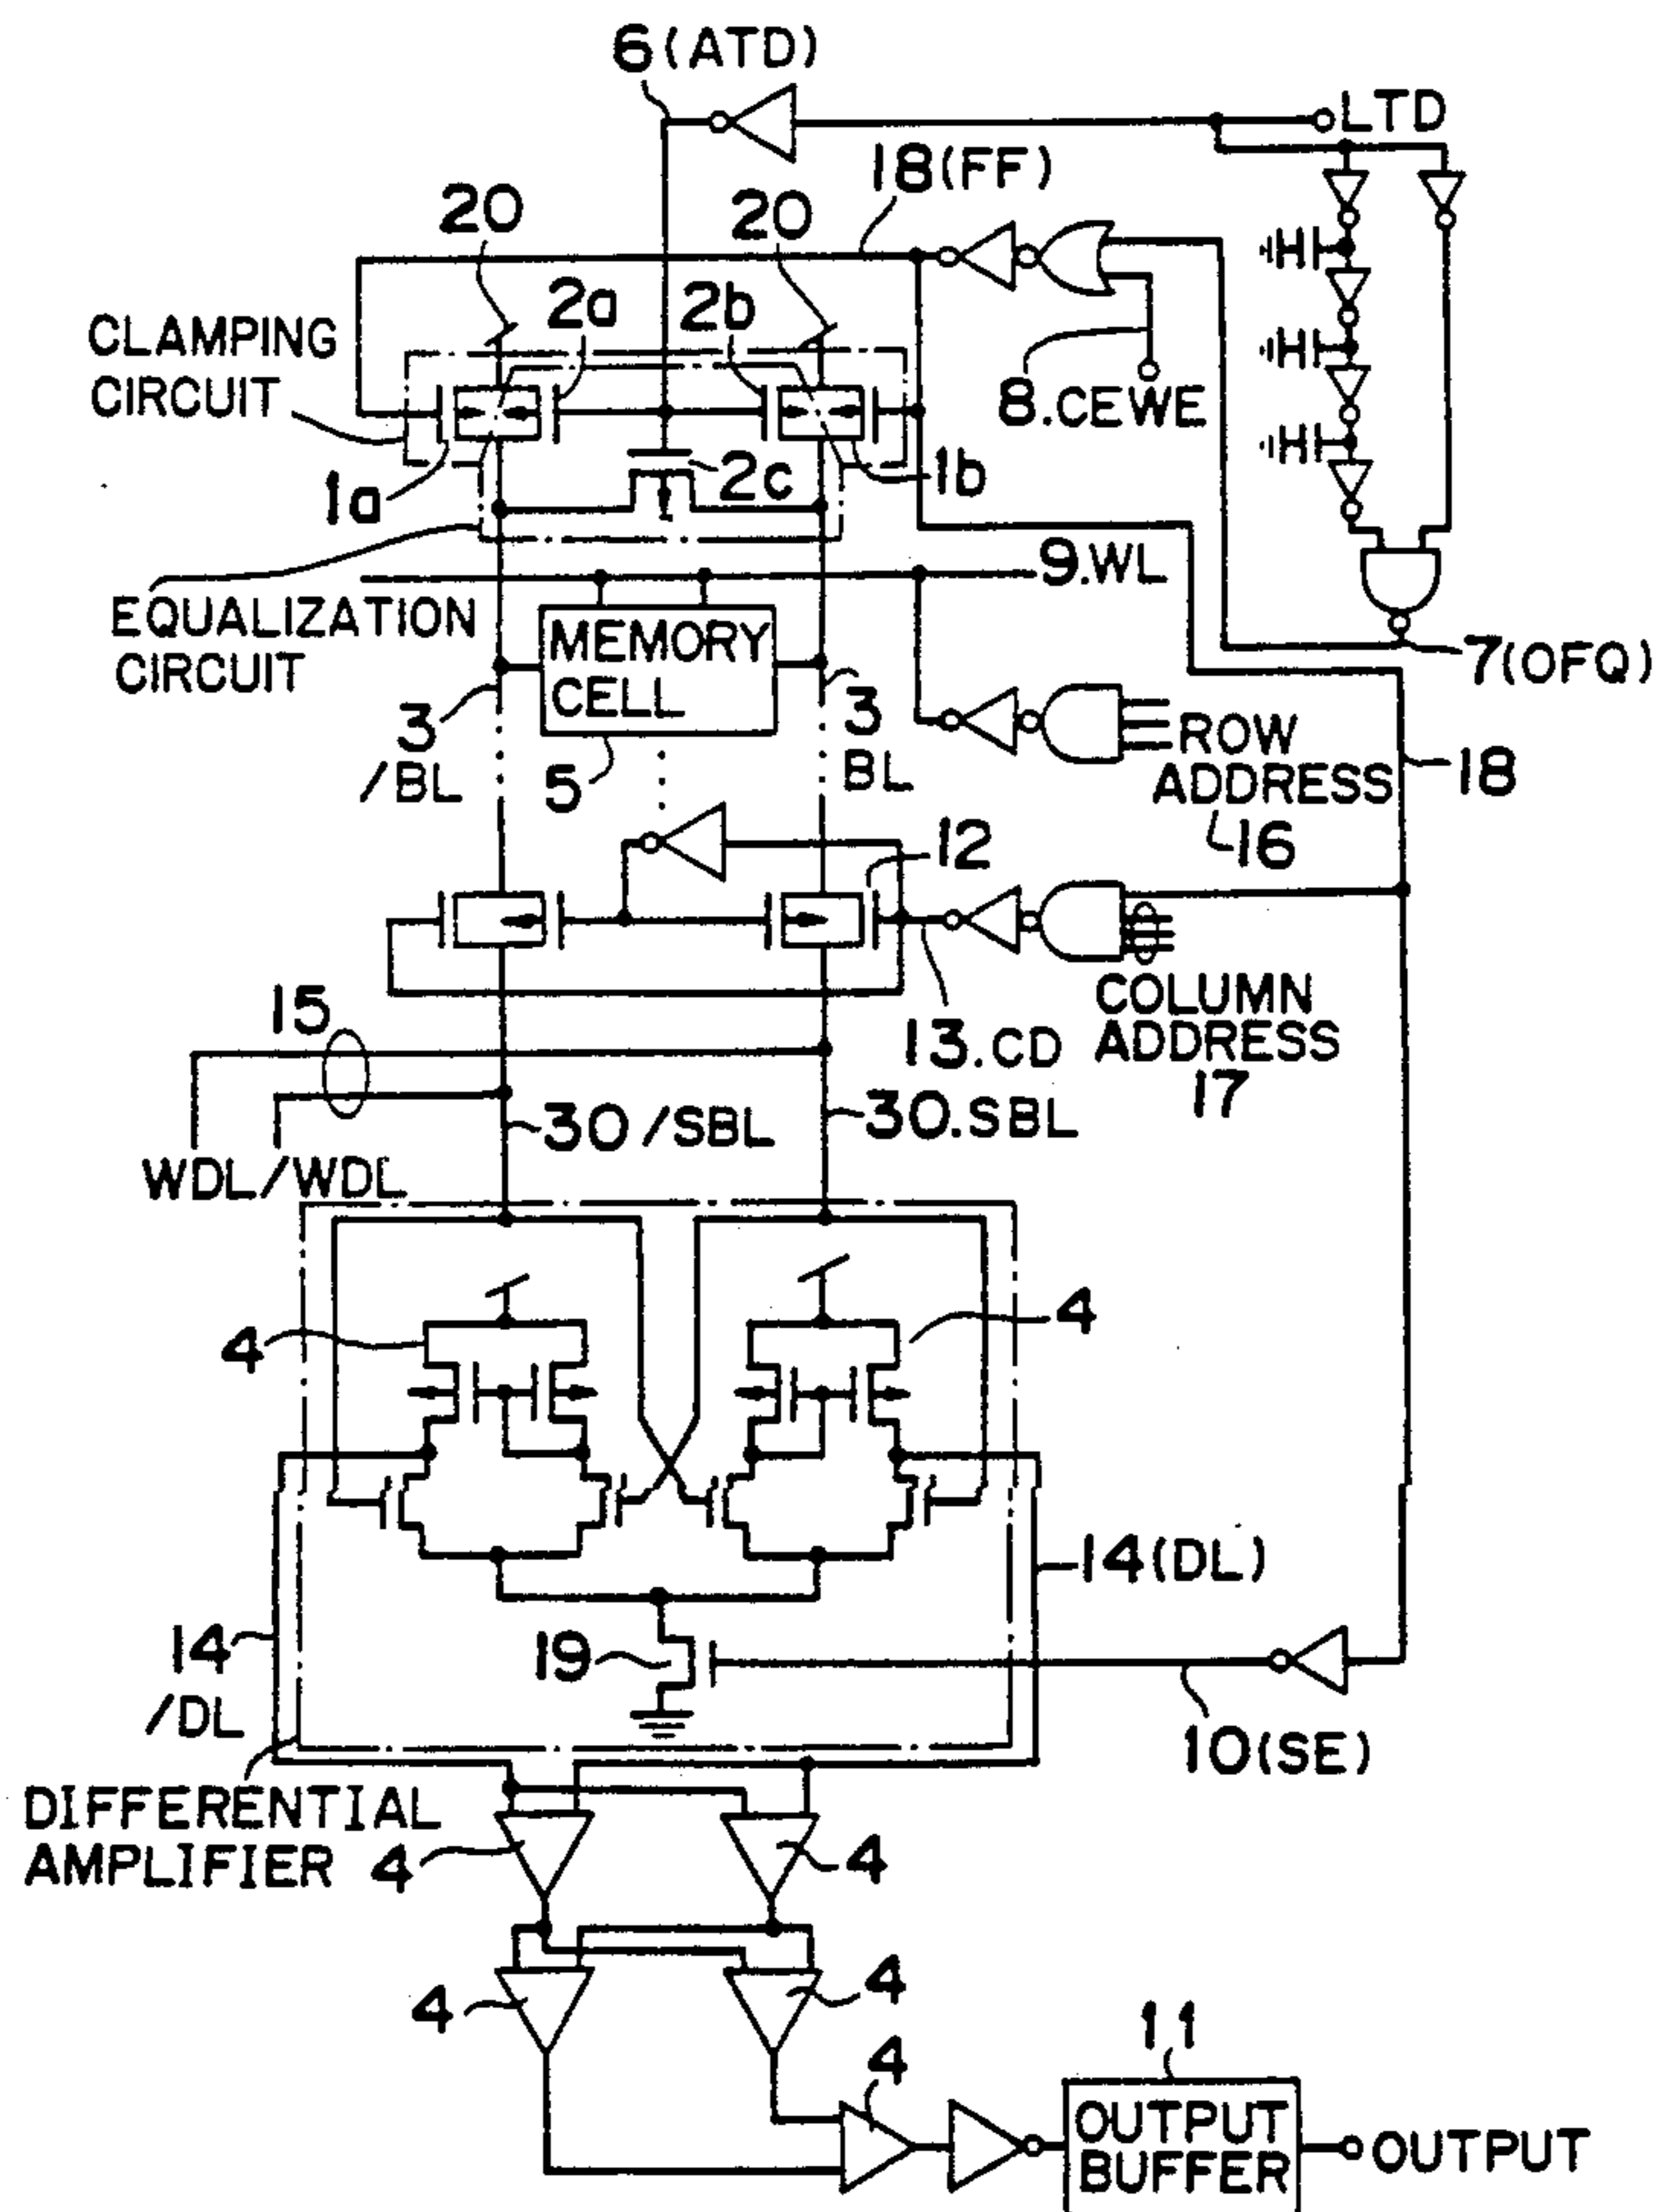 6(ATD)
LTD
18(FF)
20
20
2a
2b
CLAMPING
CIRCUIT
8.CEWE
1a
2c
1b
9.WL
EQUALIZATION
CIRCUIT
MEMORY
CELL
7(OFQ)
3
/BL
5
3
BL
ROW
ADDRESS
16
18
12
15
13.CD
COLUMN
ADDRESS
17
30/SBL
30.SBL
WDL/WDL
4
4
14(DL)
14
/DL
19
10(SE)
DIFFERENTIAL
AMPLIFIER
4
4
4
4
4
11
OUTPUT
BUFFER
OUTPUT